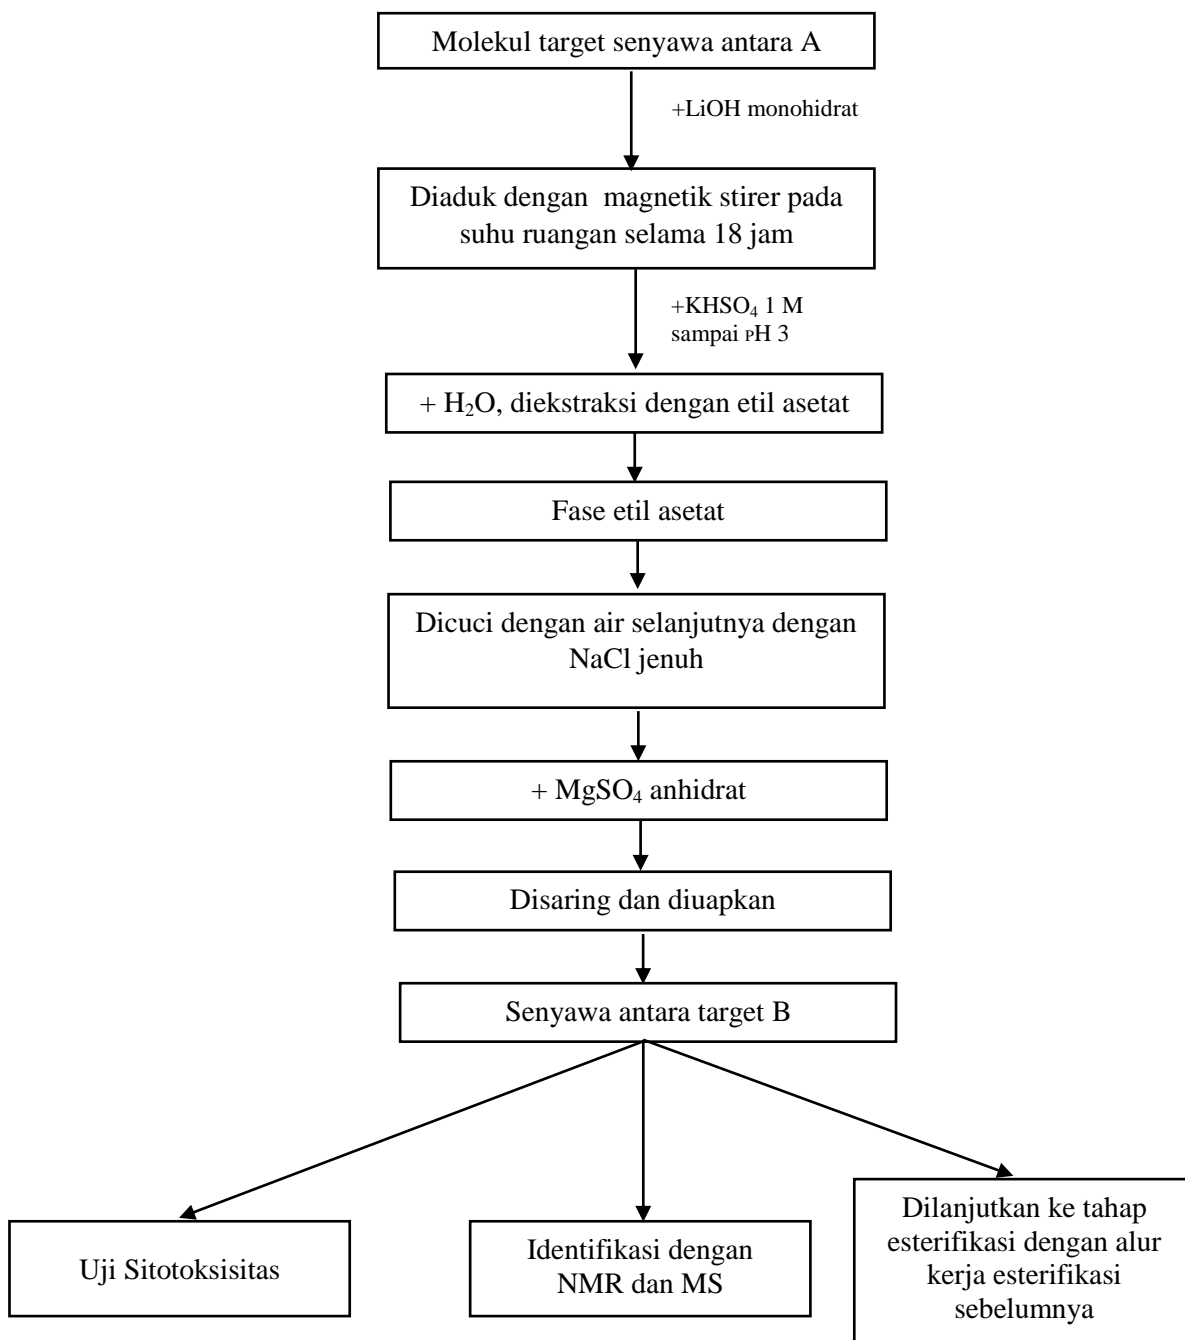 Molekul target senyawa antara A
+LiOH monohidrat
Diaduk dengan magnetik stirer pada
suhu ruangan selama 18 jam
+KHSO₄ 1 M
sampai pH 3
+ H₂O, diekstraksi dengan etil asetat
Fase etil asetat
Dicuci dengan air selanjutnya dengan
NaCl jenuh
+ MgSO₄ anhidrat
Disaring dan diuapkan
Senyawa antara target B
Uji Sitotoksisitas
Identifikasi dengan
NMR dan MS
Dilanjutkan ke tahap
esterifikasi dengan alur
kerja esterifikasi
sebelumnya